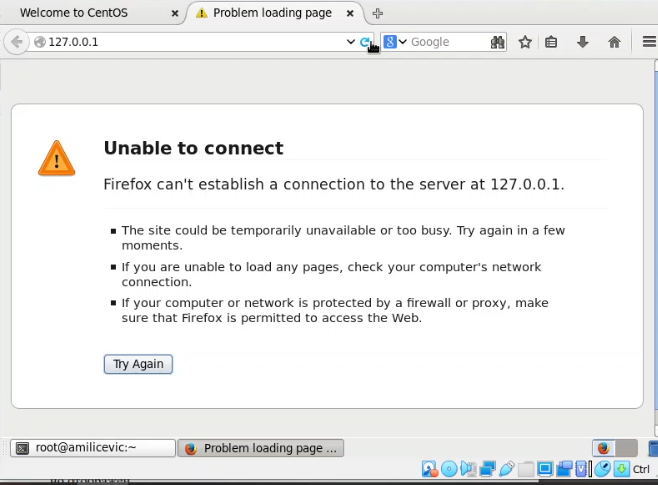 Welcome to CentOS
Problem loading page
127.0.0.1
Google
Unable to connect
Firefox can't establish a connection to the server at 127.0.0.1.
The site could be temporarily unavailable or too busy. Try again in a few
moments.
If you are unable to load any pages, check your computer's network
connection.
If your computer or network is protected by a firewall or proxy, make
sure that Firefox is permitted to access the Web.
Try Again
root@amilicevic:~
Problem loading page ...
Ctrl